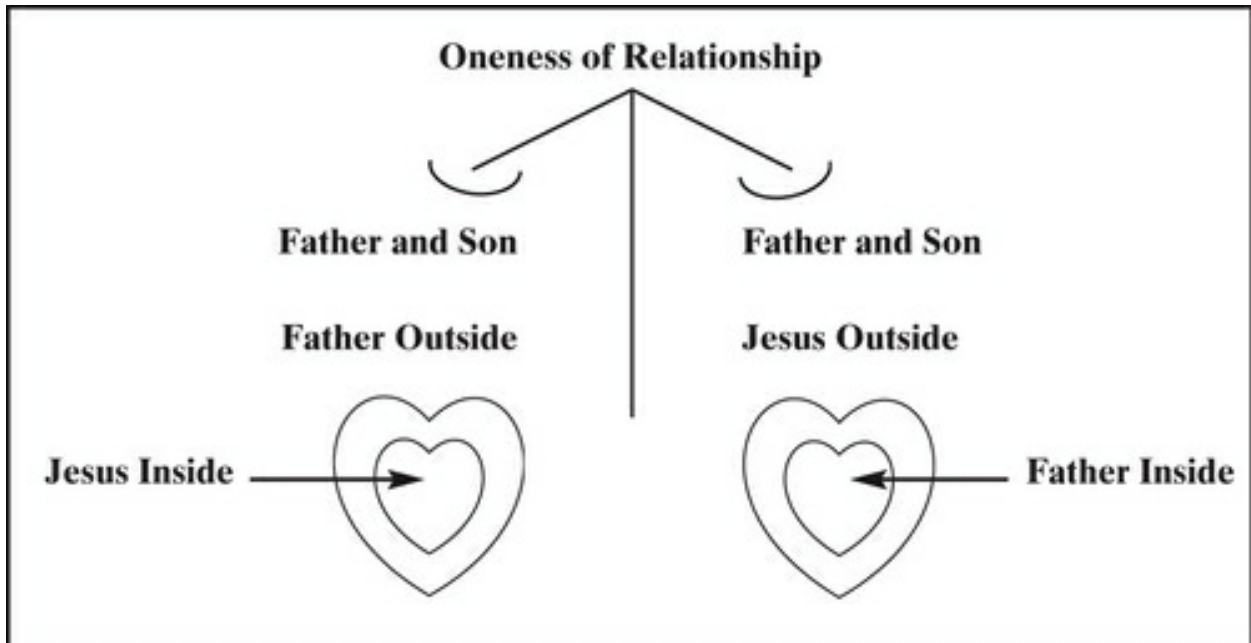 Oneness of Relationship
Father and Son
Father and Son
Father Outside
Jesus Outside
Jesus Inside
Father Inside